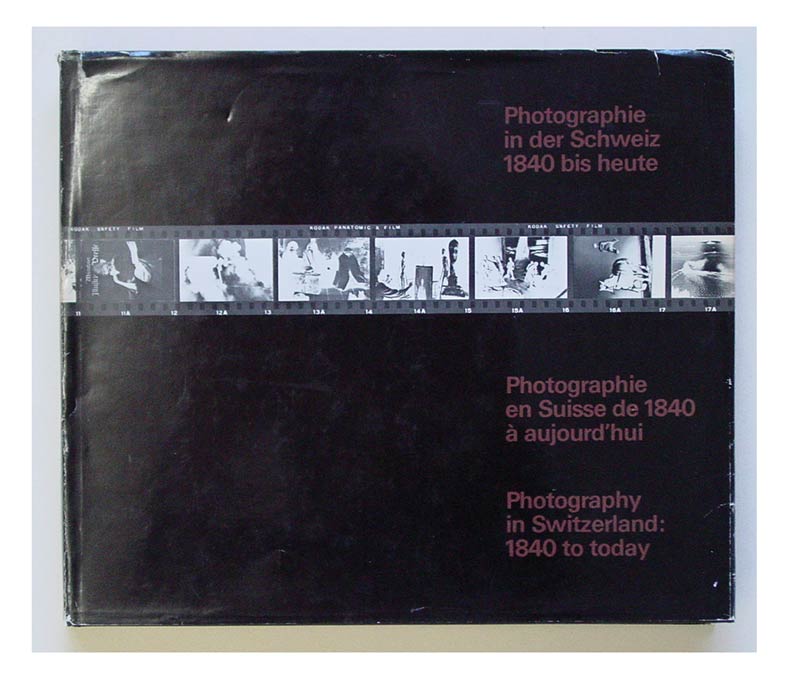 Photographie
in der Schweiz
1840 bis heute
KODAK SAFETY FILM KODAK PANATOMIC X FILM KODAK SAFETY FILM
11 11A 12 12A 13 13A 14 14A 15 15A 16 16A 17 17A
Photographie
en Suisse de 1840
à aujourd'hui
Photography
in Switzerland:
1840 to today